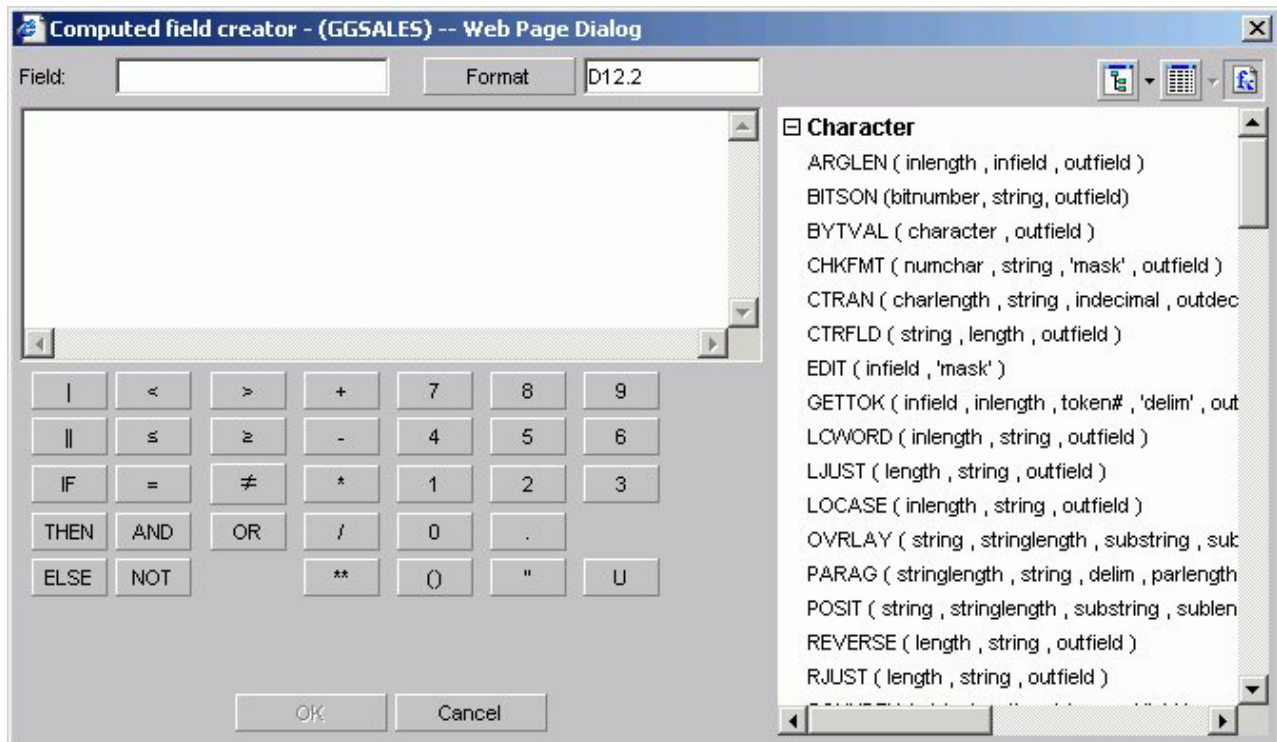 Computed field creator - (GGSALES) -- Web Page Dialog
Field: Format D12.2
Character
ARGLEN ( inlength , infield , outfield )
BITSON (bitnumber, string, outfield)
BYTVAL ( character , outfield )
CHKFMT ( numchar , string , 'mask' , outfield )
CTRAN ( charlength , string , indecimal , outdec
CTRFLD ( string , length , outfield )
EDIT ( infield , 'mask' )
GETTOK ( infield , inlength , token# , 'delim' , out
LCWORD ( inlength , string , outfield )
LJUST ( length , string , outfield )
LOCASE ( inlength , string , outfield )
OVRLAY ( string , stringlength , substring , sub
PARAG ( stringlength , string , delim , parlength
POSIT ( string , stringlength , substring , sublen
REVERSE ( length , string , outfield )
RJUST ( length , string , outfield )
| < > + 7 8 9
|| ≤ ≥ - 4 5 6
IF = ≠ * 1 2 3
THEN AND OR / 0 .
ELSE NOT ** () " U
OK Cancel